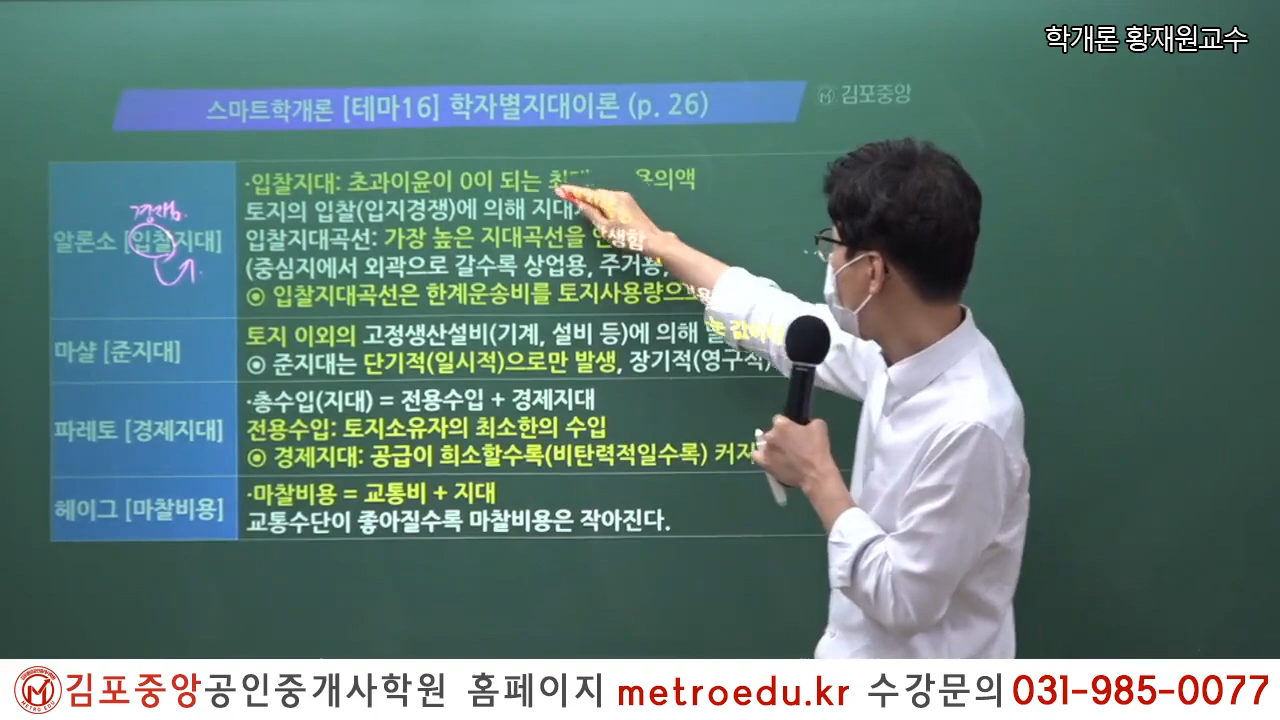 학개론 황재원교수
스마트학개론 [테마16] 학자별지대이론 (p. 26)
김포중앙
알론소 [입찰지대]
경쟁
·입찰지대: 초과이윤이 0이 되는 최대
용의액
토지의 입찰(입지경쟁)에 의해 지대가
입찰지대곡선: 가장 높은 지대곡선을 연생함
(중심지에서 외곽으로 갈수록 상업용, 주거용,
⊙ 입찰지대곡선은 한계운송비를 토지사용량으로
마샬 [준지대]
토지 이외의 고정생산설비(기계, 설비 등)에 의해
⊙ 준지대는 단기적(일시적)으로만 발생, 장기적(영구적)
파레토 [경제지대]
·총수입(지대) = 전용수입 + 경제지대
전용수입: 토지소유자의 최소한의 수입
⊙ 경제지대: 공급이 희소할수록(비탄력적일수록) 커지
헤이그 [마찰비용]
·마찰비용 = 교통비 + 지대
교통수단이 좋아질수록 마찰비용은 작아진다.
METRO EDU
김포중앙공인중개사학원 홈페이지 metroedu.kr 수강문의 031-985-0077